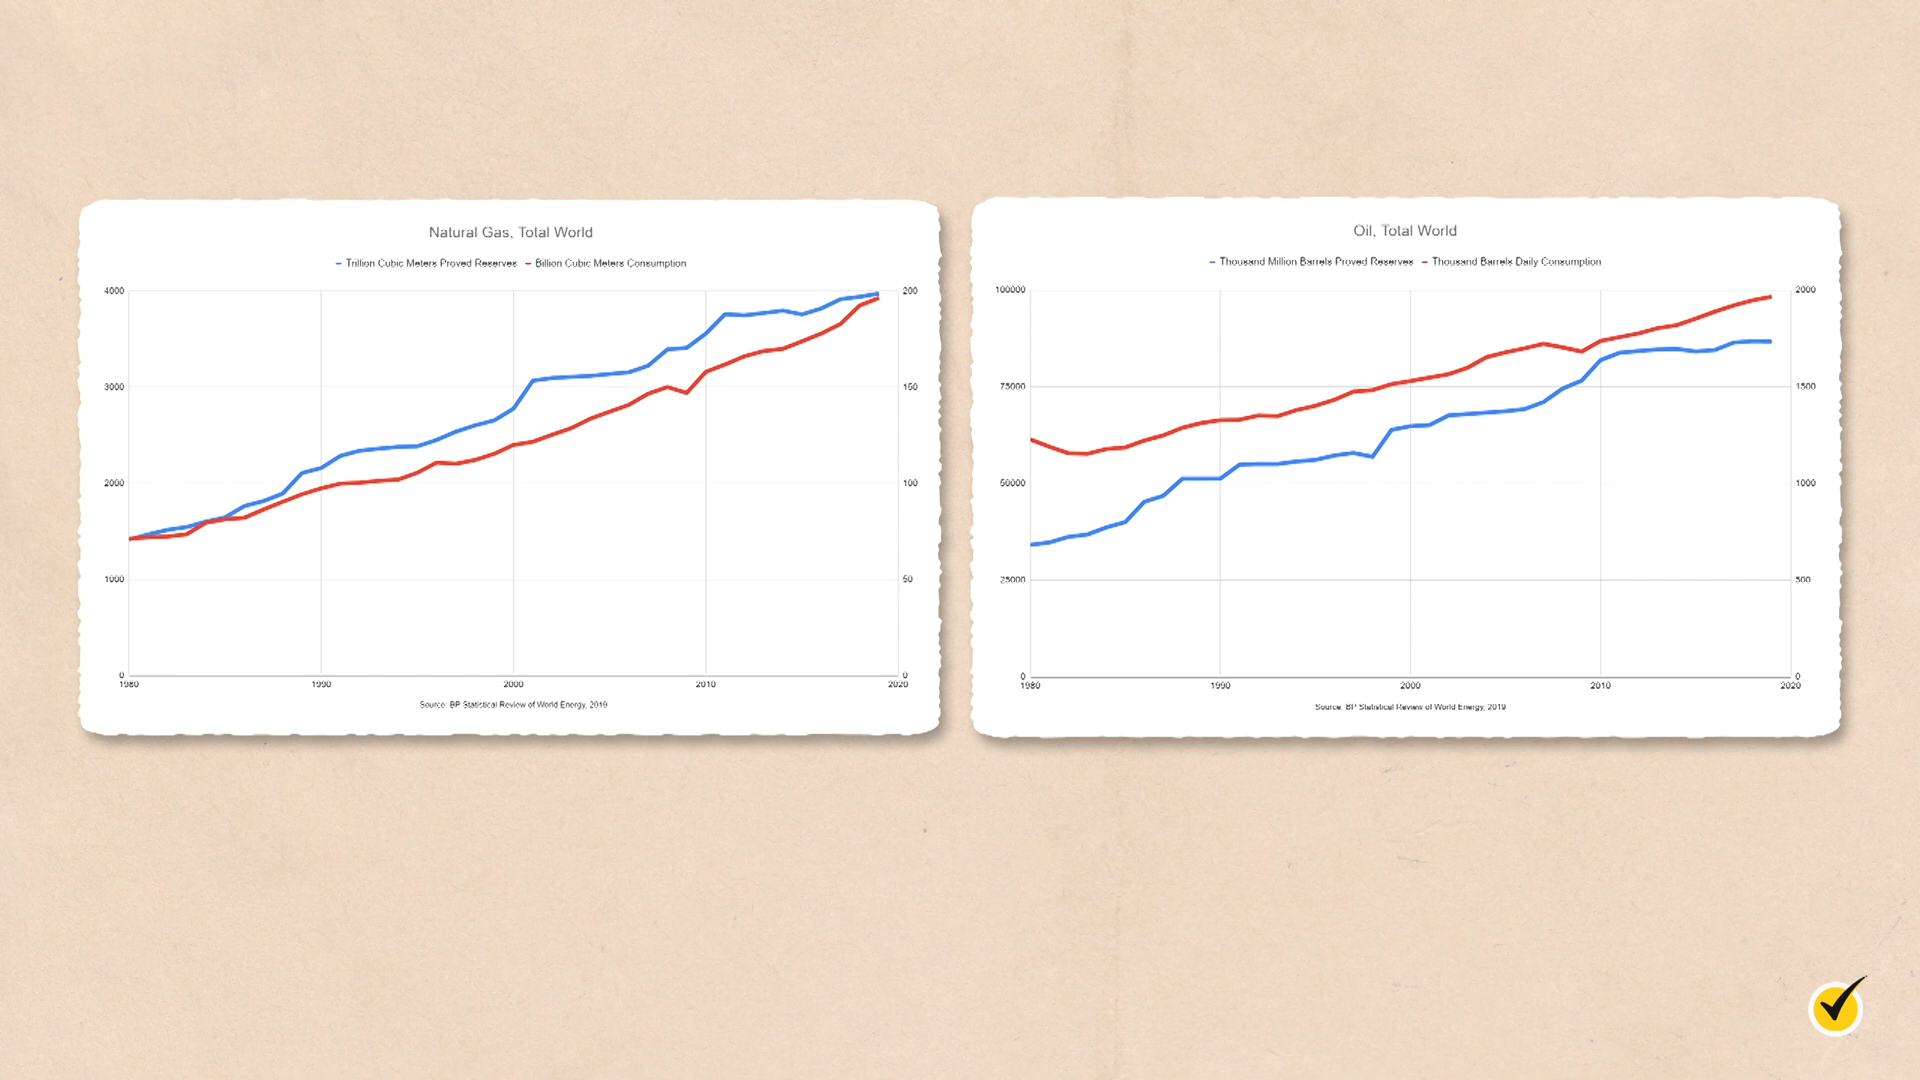 Natural Gas, Total World
Trillion Cubic Meters Proved Reserves Billion Cubic Meters Consumption
4000 200
3000 150
2000 100
1000 50
0 0
1980 1990 2000 2010 2020
Source: BP Statistical Review of World Energy, 2019
Oil, Total World
Thousand Million Barrels Proved Reserves Thousand Barrels Daily Consumption
100000 2000
75000 1500
50000 1000
25000 500
0 0
1980 1990 2000 2010 2020
Source: BP Statistical Review of World Energy, 2019